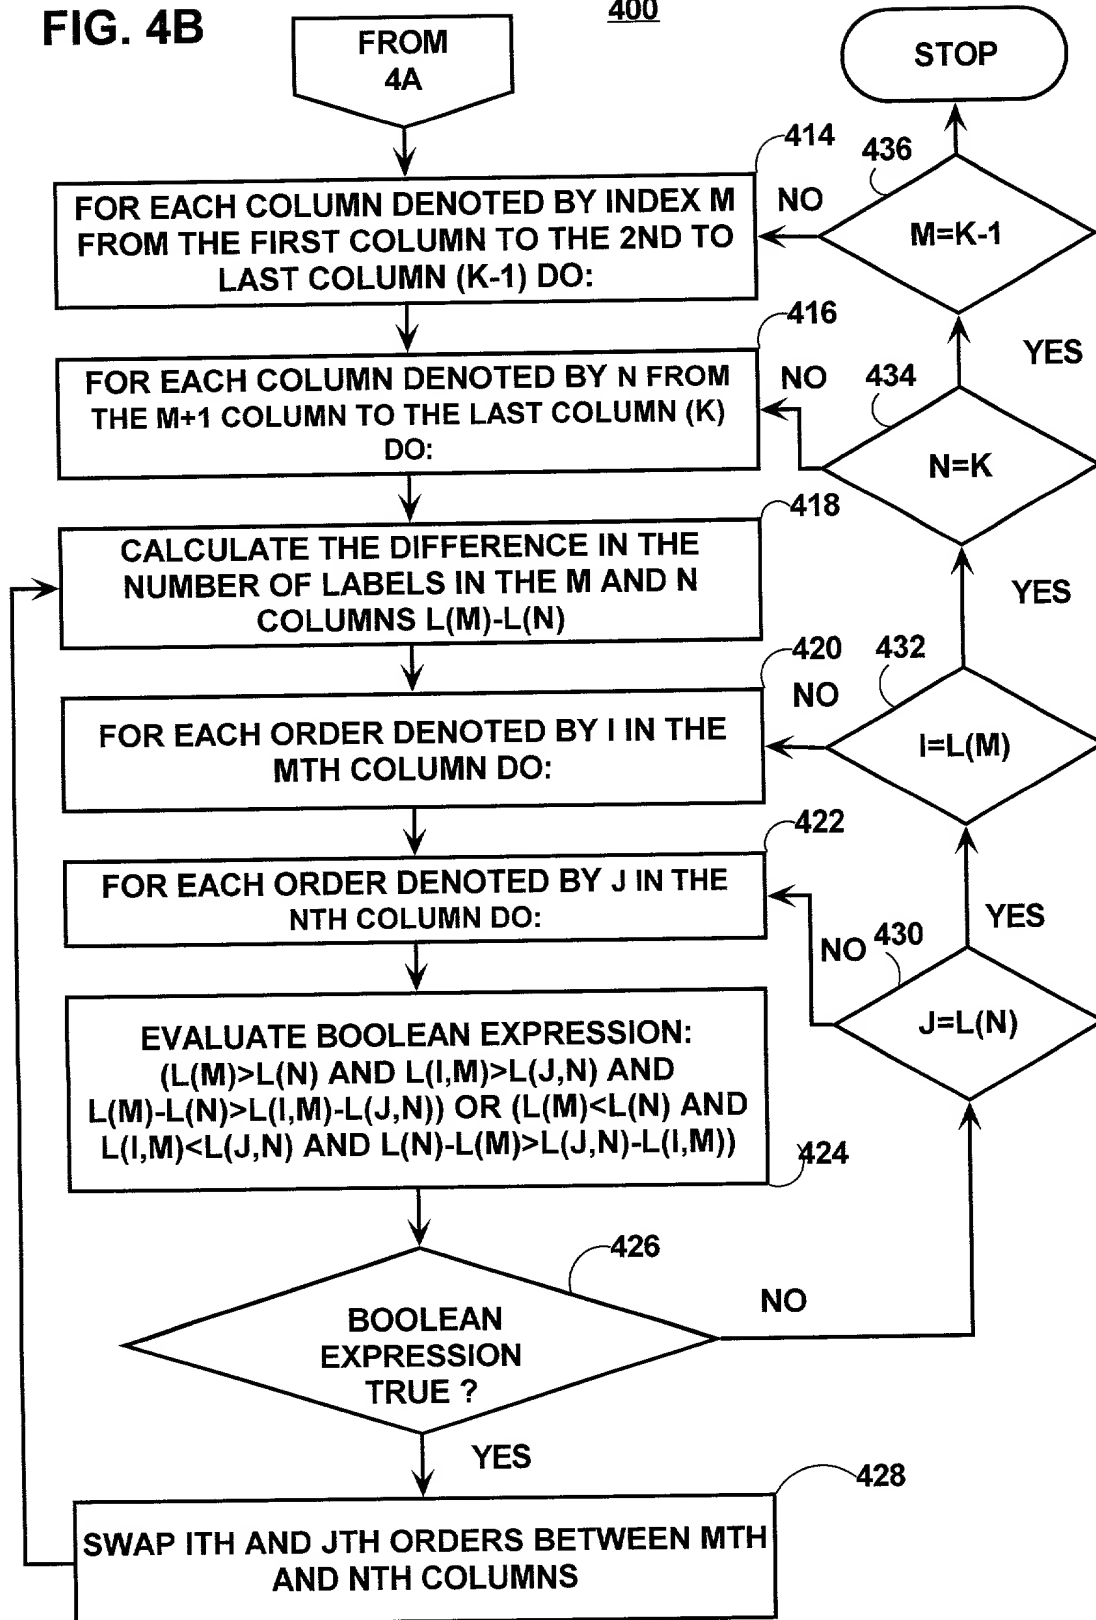 FIG. 4B
400
FROM
4A
STOP
414
FOR EACH COLUMN DENOTED BY INDEX M
FROM THE FIRST COLUMN TO THE 2ND TO
LAST COLUMN (K-1) DO:
NO
436
M=K-1
416
FOR EACH COLUMN DENOTED BY N FROM
THE M+1 COLUMN TO THE LAST COLUMN (K)
DO:
NO
434
YES
N=K
418
CALCULATE THE DIFFERENCE IN THE
NUMBER OF LABELS IN THE M AND N
COLUMNS L(M)-L(N)
YES
420
FOR EACH ORDER DENOTED BY I IN THE
MTH COLUMN DO:
NO
432
I=L(M)
422
FOR EACH ORDER DENOTED BY J IN THE
NTH COLUMN DO:
NO
430
YES
J=L(N)
EVALUATE BOOLEAN EXPRESSION:
(L(M)>L(N) AND L(I,M)>L(J,N) AND
L(M)-L(N)>L(I,M)-L(J,N)) OR (L(M)<L(N) AND
L(I,M)<L(J,N) AND L(N)-L(M)>L(J,N)-L(I,M))
424
426
BOOLEAN
EXPRESSION
TRUE ?
NO
YES
428
SWAP ITH AND JTH ORDERS BETWEEN MTH
AND NTH COLUMNS